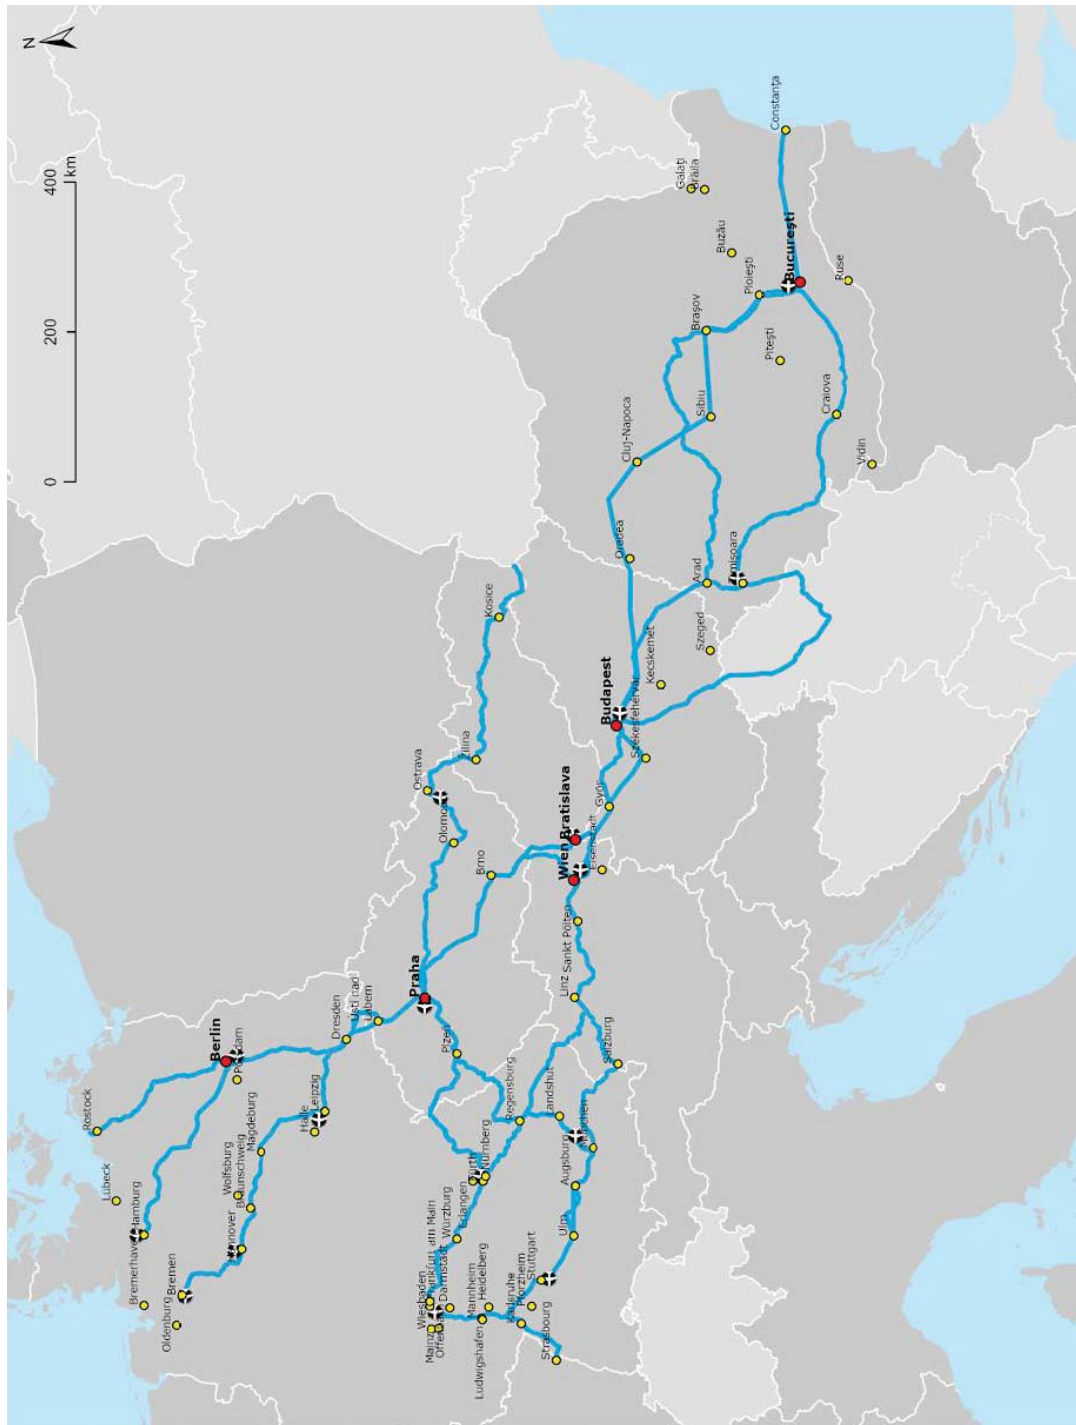 N
0
200
400
km
Rostock
Lübeck
Hamburg
Bremerhaven
Bremen
Oldenburg
Berlin
Potsdam
Wolfsburg
Hannover
Braunschweig
Magdeburg
Halle
Leipzig
Dresden
Ústí nad
Labem
Praha
Plzeň
Ostrava
Olomouc
Brno
Žilina
Kosice
Wiesbaden
Mainz
Frankfurt am Main
Offenbach
Darmstadt
Würzburg
Erlangen
Fürth
Nürnberg
Mannheim
Heidelberg
Ludwigshafen
Karlsruhe
Pforzheim
Stuttgart
Strasbourg
Regensburg
Landshut
München
Augsburg
Ulm
Salzburg
Linz
Sankt Pölten
Wien
Bratislava
Eisenstadt
Győr
Budapest
Székesfehérvár
Kecskemét
Szeged
Oradea
Cluj-Napoca
Arad
Timișoara
Sibiu
Brașov
Ploiești
Pitești
Buzău
Galați
Brăila
București
Constanța
Craiova
Vidin
Ruse